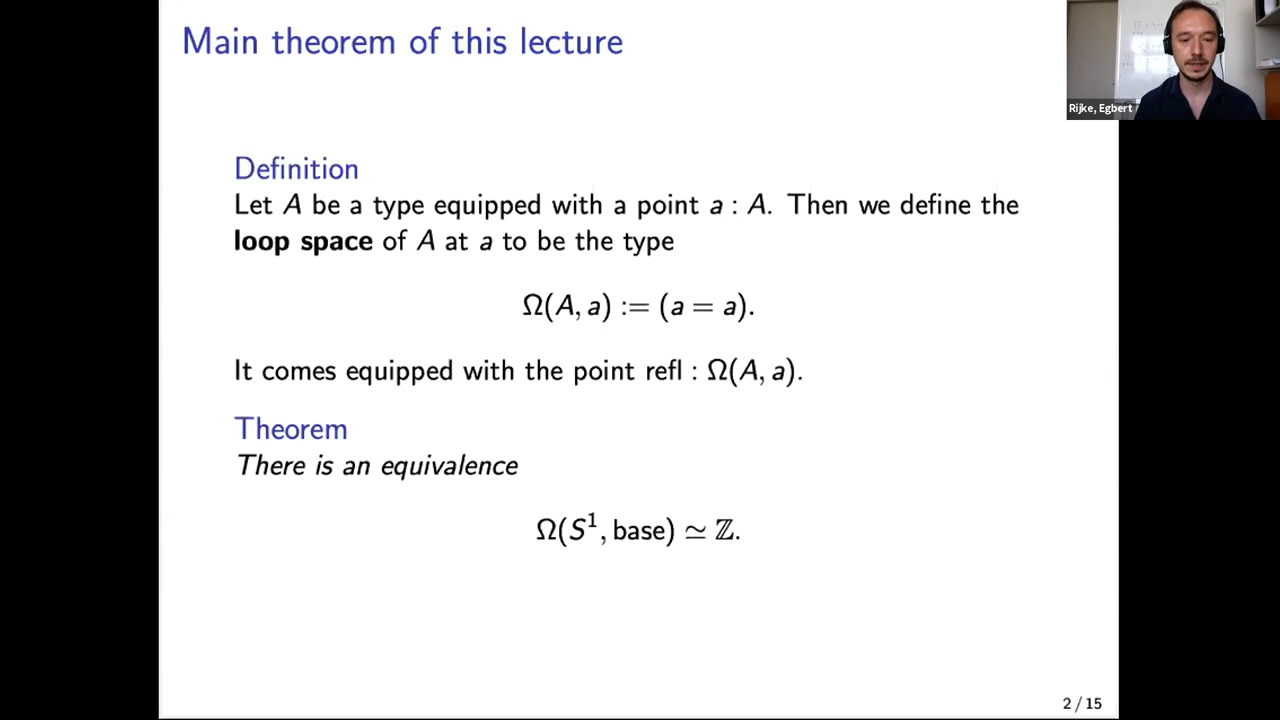 Main theorem of this lecture
Rijke, Egbert
Definition
Let A be a type equipped with a point a : A. Then we define the
loop space of A at a to be the type
Ω(A, a) := (a = a).
It comes equipped with the point refl : Ω(A, a).
Theorem
There is an equivalence
Ω(S¹, base) ≃ ℤ.
2 / 15